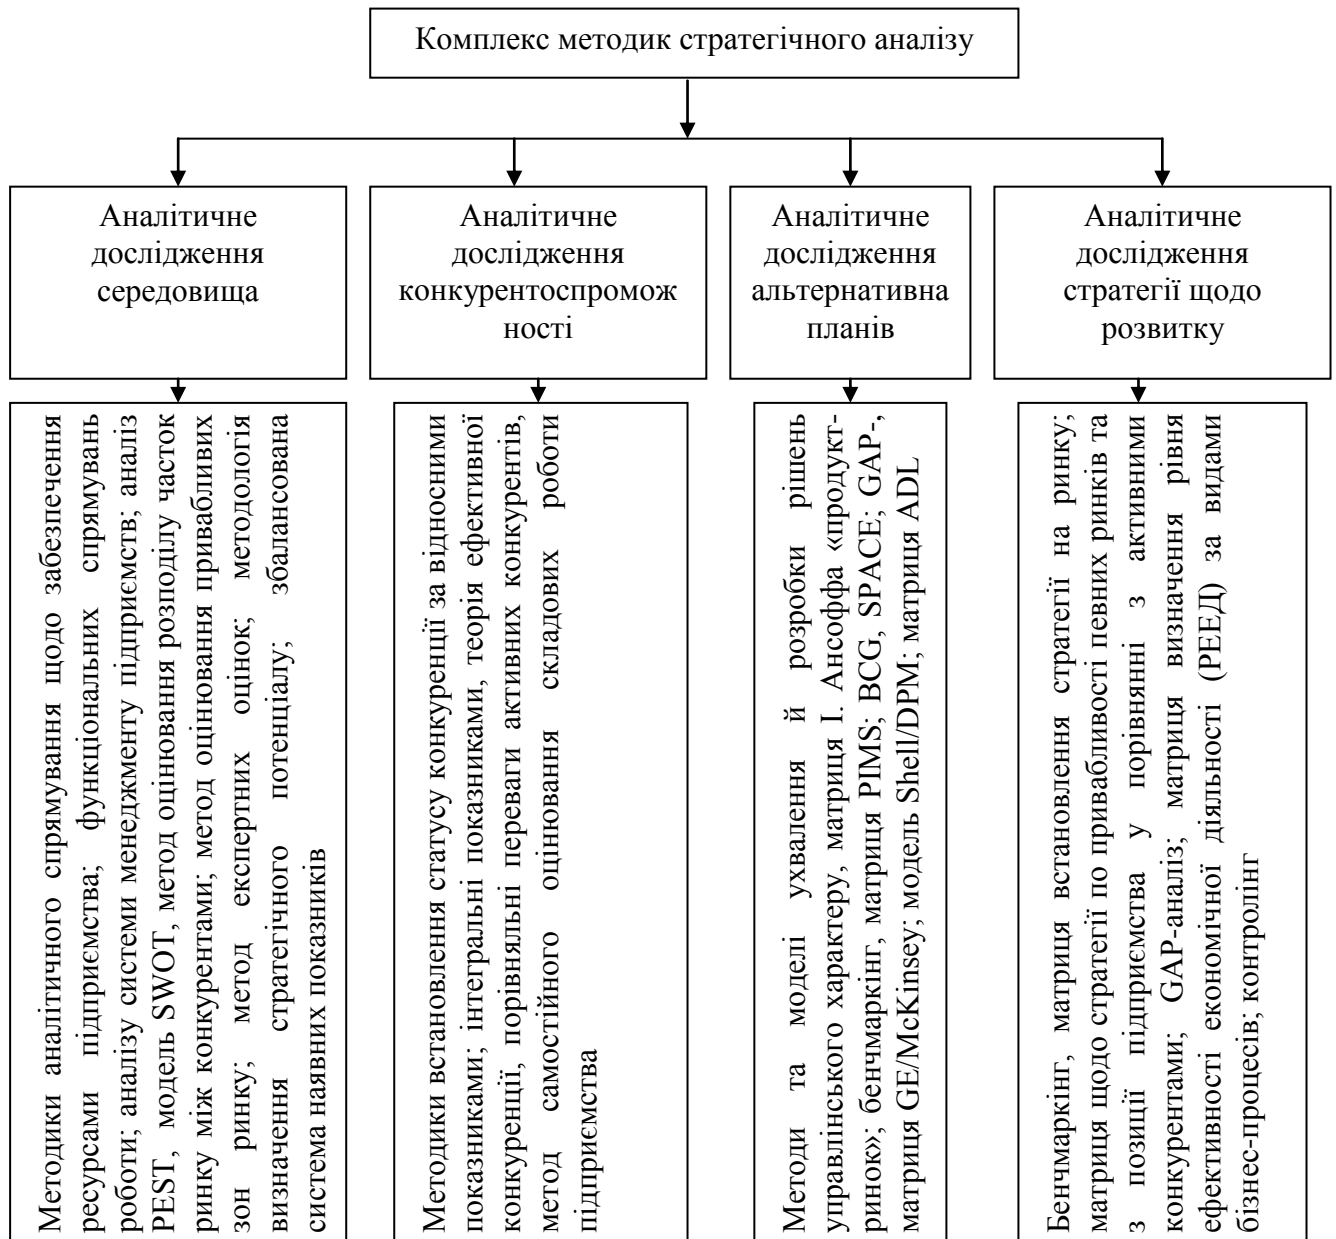 Комплекс методик стратегічного аналізу
Аналітичне
дослідження
середовища
Аналітичне
дослідження
конкурентоспромож
ності
Аналітичне
дослідження
альтернативна
планів
Аналітичне
дослідження
стратегії щодо
розвитку
Методики аналітичного спрямування щодо забезпечення
ресурсами підприємства; функціональних спрямувань
роботи; аналізу системи менеджменту підприємств; аналіз
PEST, модель SWOT, метод оцінювання розподілу часток
ринку між конкурентами; метод оцінювання привабливих
зон ринку; метод експертних оцінок; методологія
визначення стратегічного потенціалу; збалансована
система наявних показників
Методики встановлення статусу конкуренції за відносними
показниками; інтегральні показниками, теорія ефективної
конкуренції, порівняльні переваги активних конкурентів,
метод самостійного оцінювання складових роботи
підприємства
Методи та моделі ухвалення й розробки рішень
управлінського характеру, матриця І. Ансоффа «продукт-
ринок»; бенчмаркінг, матриця PIMS; BCG, SPACE; GAP-,
матриця GE/McKinsey; модель Shell/DPM; матриця ADL
Бенчмаркінг, матриця встановлення стратегії на ринку;
матриця щодо стратегії по привабливості певних ринків та
з позиції підприємства у порівнянні з активними
конкурентами; GAP-аналіз; матриця визначення рівня
ефективності економічної діяльності (РЕЕД) за видами
бізнес-процесів; контролінг